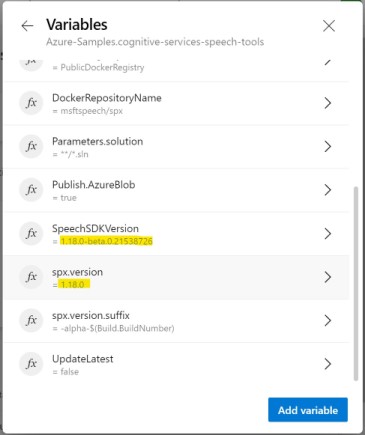 Variables
Azure-Samples.cognitive-services-speech-tools
= PublicDockerRegistry
fx
DockerRepositoryName
= msftspeech/spx
fx
Parameters.solution
= **/*.sln
fx
Publish.AzureBlob
= true
fx
SpeechSDKVersion
= 1.18.0-beta.0.21538726
fx
spx.version
= 1.18.0
fx
spx.version.suffix
= -alpha-$(Build.BuildNumber)
fx
UpdateLatest
= false
Add variable